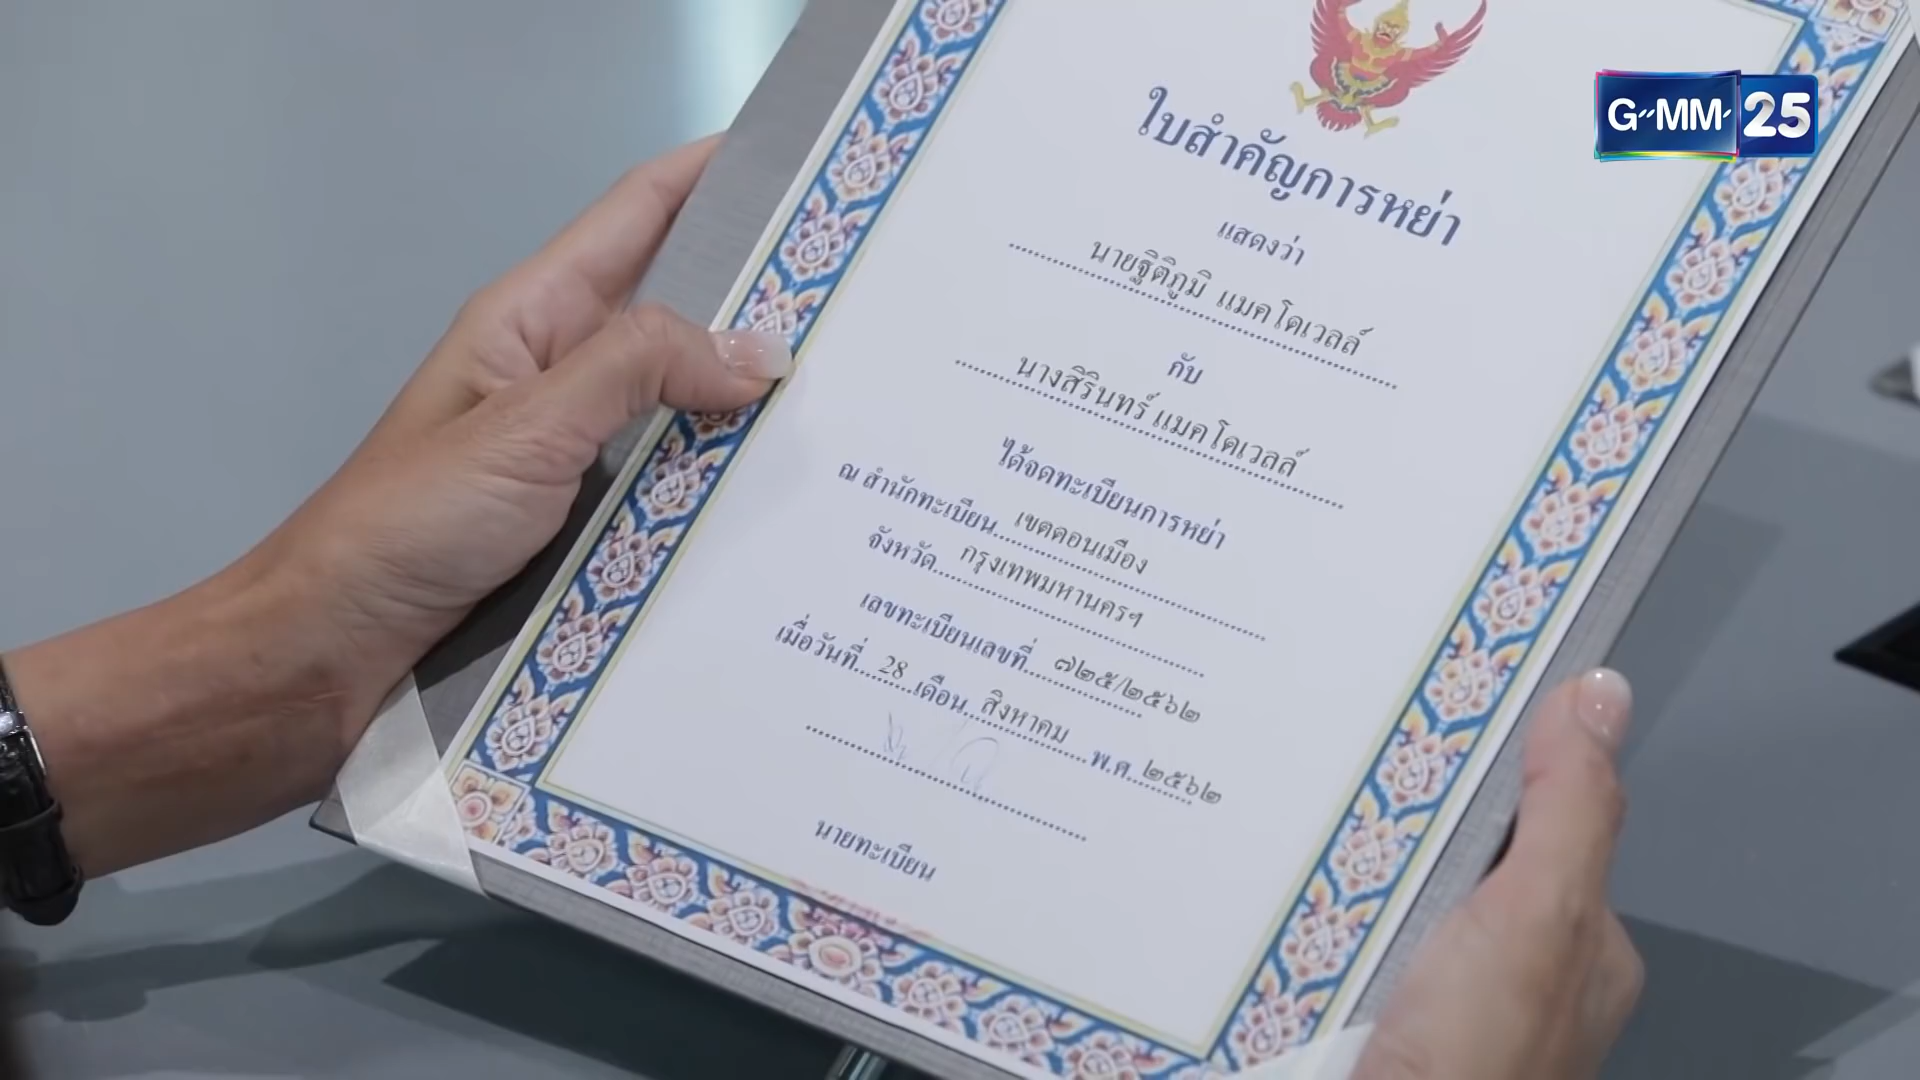 GMM 25
ใบสำคัญการหย่า
แสดงว่า
นายฐิติภูมิ แมคโดเวลล์
กับ
นางสิรินทร์ แมคโดเวลล์
ได้จดทะเบียนการหย่า
ณ สำนักทะเบียน เขตดอนเมือง
จังหวัด กรุงเทพมหานครฯ
เลขทะเบียนเลขที่ ๗๒๕/๒๕๖๒
เมื่อวันที่ 28 เดือน สิงหาคม พ.ศ. ๒๕๖๒
นายทะเบียน